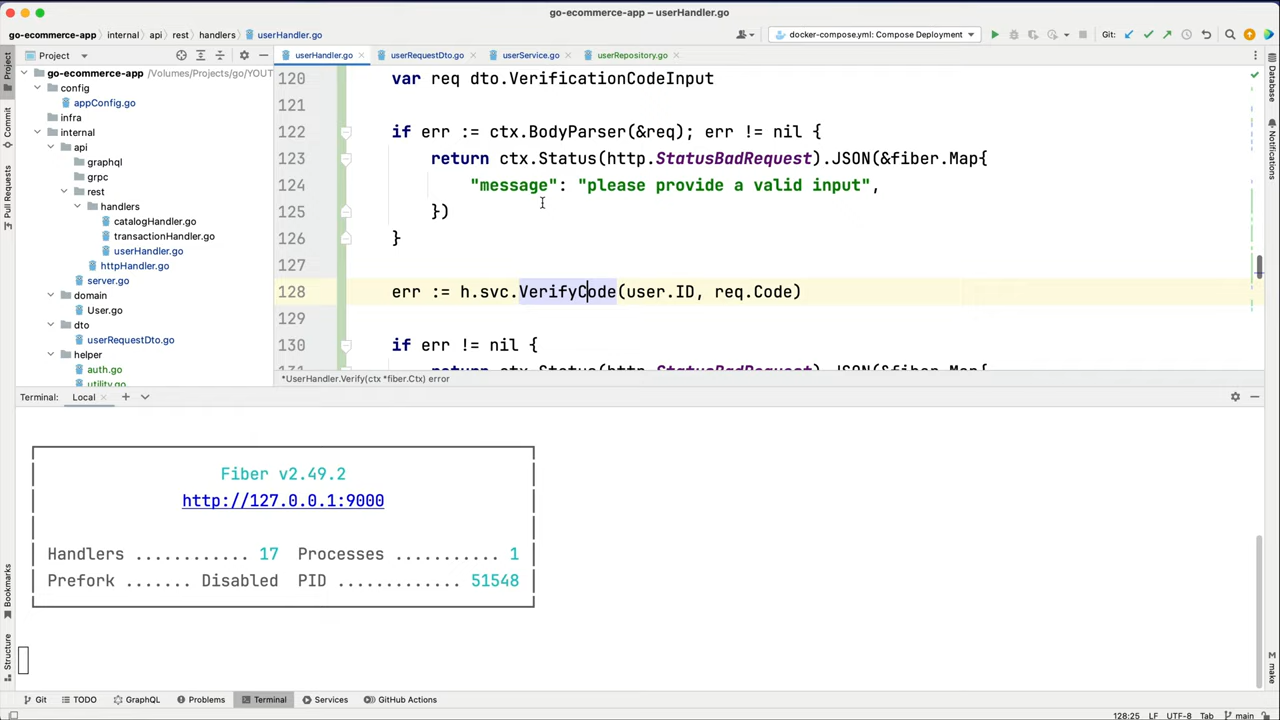 go-ecommerce-app – userHandler.go
go-ecommerce-app internal api rest handlers userHandler.go
docker-compose.yml: Compose Deployment
Git:
Project
userHandler.go
userRequestDto.go
userService.go
userRepository.go
go-ecommerce-app /Volumes/Projects/go/YOUT
config
appConfig.go
infra
internal
api
graphql
grpc
rest
handlers
catalogHandler.go
transactionHandler.go
userHandler.go
httpHandler.go
server.go
domain
User.go
dto
userRequestDto.go
helper
auth.go
utility.go
120 var req dto.VerificationCodeInput
121
122 if err := ctx.BodyParser(&req); err != nil {
123 return ctx.Status(http.StatusBadRequest).JSON(&fiber.Map{
124 "message": "please provide a valid input",
125 })
126 }
127
128 err := h.svc.VerifyCode(user.ID, req.Code)
129
130 if err != nil {
131 return ctx.Status(http.StatusBadRequest).JSON(&fiber.Map{
*UserHandler.Verify(ctx *fiber.Ctx) error
Terminal: Local
Fiber v2.49.2
http://127.0.0.1:9000
Handlers ............ 17 Processes ........... 1
Prefork ....... Disabled PID ............. 51548
Git
TODO
GraphQL
Problems
Terminal
Services
GitHub Actions
128:25 LF UTF-8 Tab main
Project
Commit
Pull Requests
Bookmarks
Structure
Database
Notifications
make